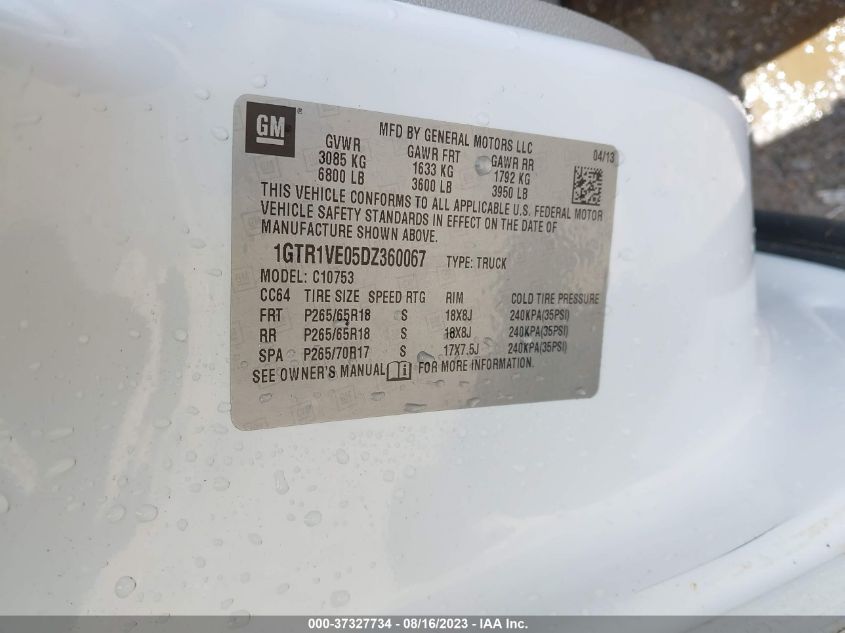 GM
MFD BY GENERAL MOTORS LLC 04/13
GVWR GAWR FRT GAWR RR
3085 KG 1633 KG 1792 KG
6800 LB 3600 LB 3950 LB
THIS VEHICLE CONFORMS TO ALL APPLICABLE U.S. FEDERAL MOTOR
VEHICLE SAFETY STANDARDS IN EFFECT ON THE DATE OF
MANUFACTURE SHOWN ABOVE.
1GTR1VE05DZ360067 TYPE: TRUCK
MODEL: C10753
CC64 TIRE SIZE SPEED RTG RIM COLD TIRE PRESSURE
FRT P265/65R18 S 18X8J 240KPA(35PSI)
RR P265/65R18 S 18X8J 240KPA(35PSI)
SPA P265/70R17 S 17X7.5J 240KPA(35PSI)
SEE OWNER'S MANUAL FOR MORE INFORMATION.
000-37327734 - 08/16/2023 - IAA Inc.